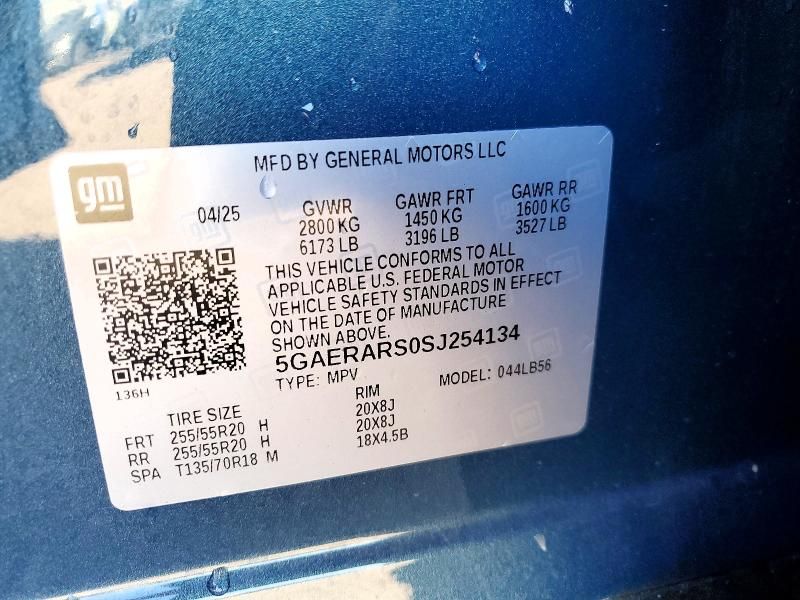 gm
MFD BY GENERAL MOTORS LLC
04/25 GVWR GAWR FRT GAWR RR
2800 KG 1450 KG 1600 KG
6173 LB 3196 LB 3527 LB
THIS VEHICLE CONFORMS TO ALL
APPLICABLE U.S. FEDERAL MOTOR
VEHICLE SAFETY STANDARDS IN EFFECT
ON THE DATE OF MANUFACTURE
SHOWN ABOVE.
5GAERARS0SJ254134
136H
TYPE: MPV MODEL: 044LB56
TIRE SIZE RIM
FRT 255/55R20 H 20X8J
RR 255/55R20 H 20X8J
SPA T135/70R18 M 18X4.5B